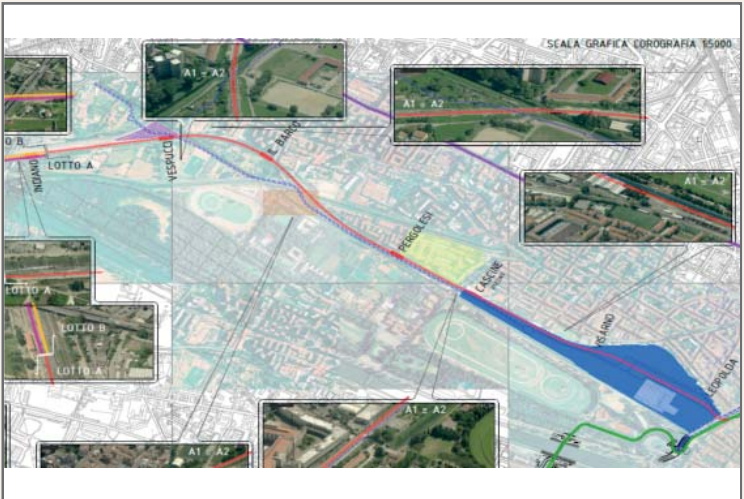 SCALA GRAFICA COROGRAFIA 1:5000
A1 = A2
A1 = A2
A1 = A2
LOTTO A
INDIANO
VESPUCCI
BARCO
PERGOLESI
CASCINE
VISARNO
LEOPOLDA
LOTTO A
LOTTO B
LOTTO A
A1 = A2
A1 = A2